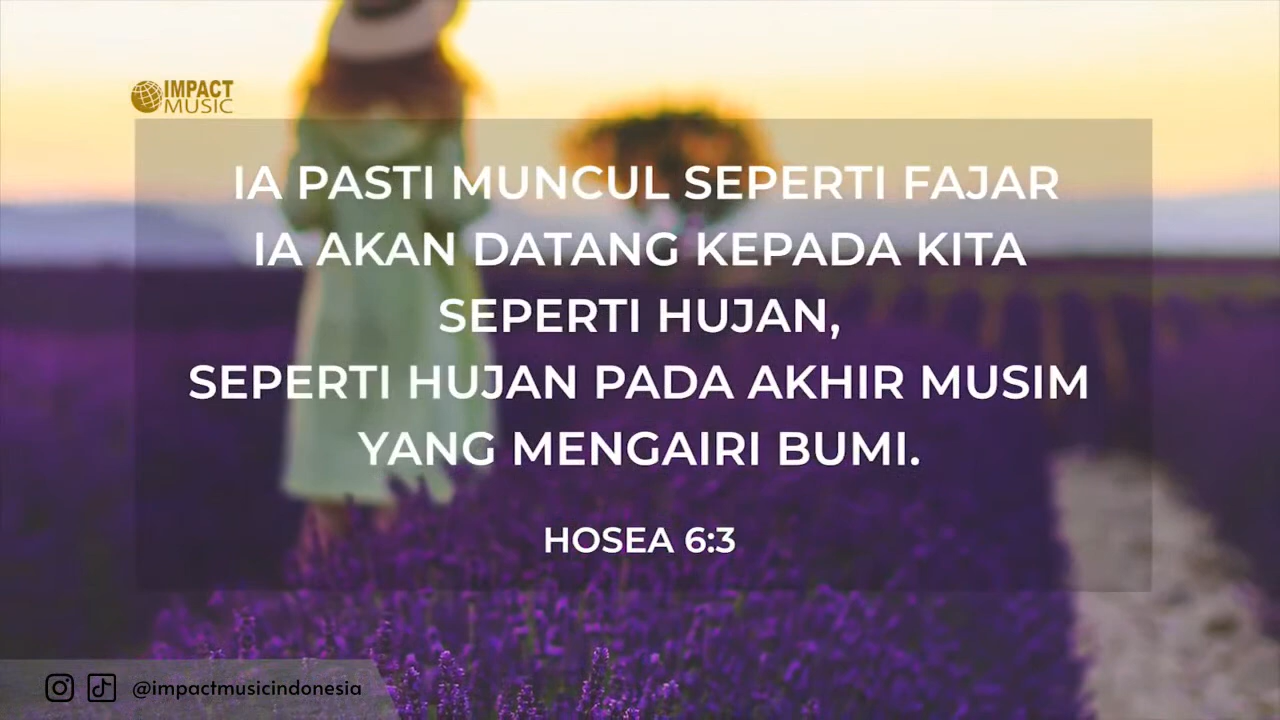 IMPACT
MUSIC
IA PASTI MUNCUL SEPERTI FAJAR
IA AKAN DATANG KEPADA KITA
SEPERTI HUJAN,
SEPERTI HUJAN PADA AKHIR MUSIM
YANG MENGAIRI BUMI.
HOSEA 6:3
@impactmusicindonesia